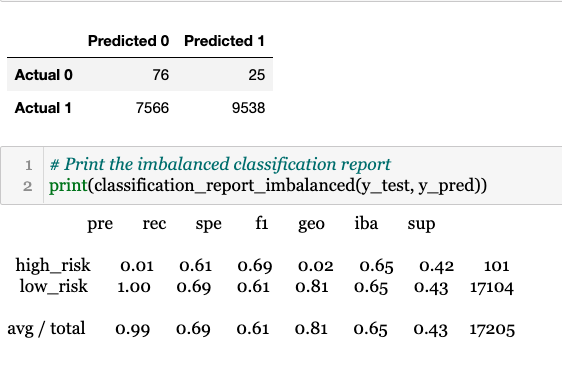 Predicted 0 Predicted 1
Actual 0 76 25
Actual 1 7566 9538
1 # Print the imbalanced classification report
2 print(classification_report_imbalanced(y_test, y_pred))
pre rec spe f1 geo iba sup
high_risk 0.01 0.61 0.69 0.02 0.65 0.42 101
low_risk 1.00 0.69 0.61 0.81 0.65 0.43 17104
avg / total 0.99 0.69 0.61 0.81 0.65 0.43 17205